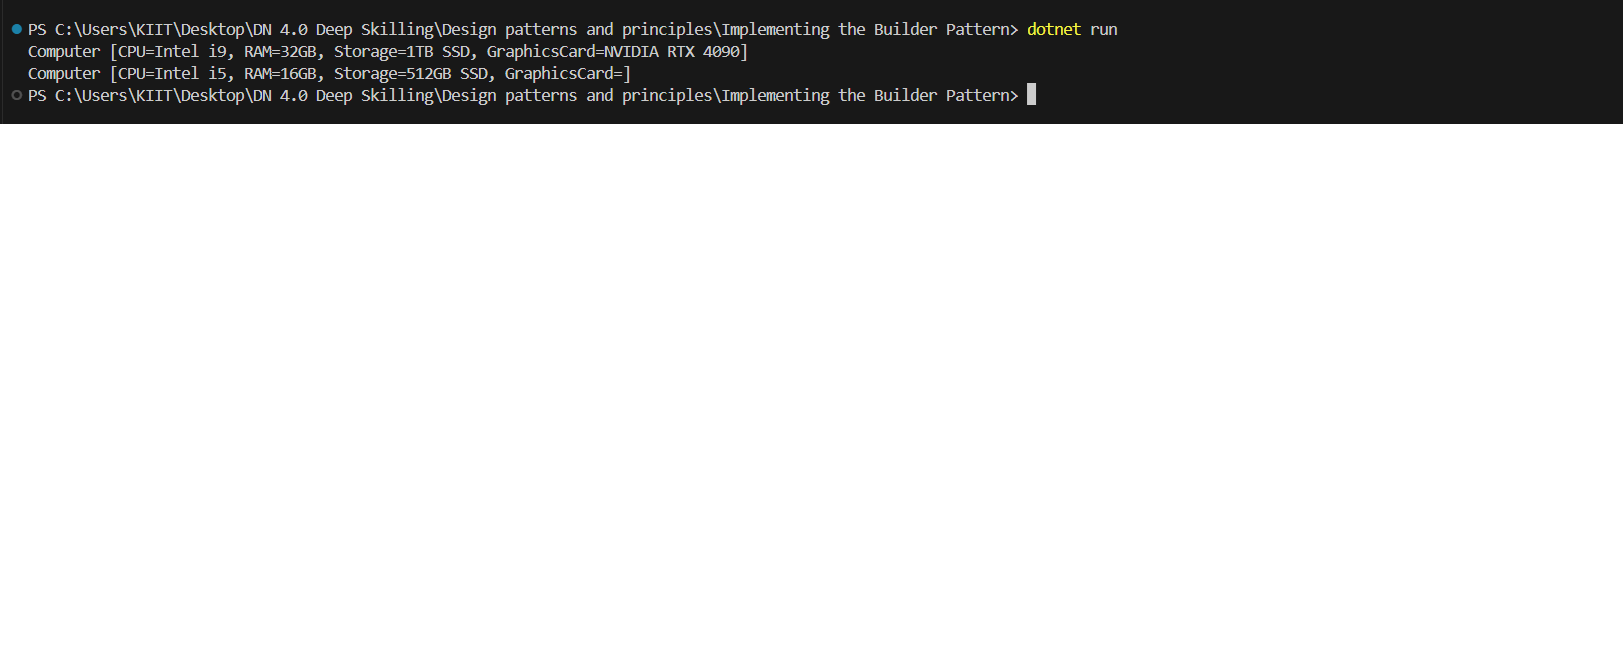 PS C:\Users\KIIT\Desktop\DN 4.0 Deep Skilling\Design patterns and principles\Implementing the Builder Pattern> dotnet run
Computer [CPU=Intel i9, RAM=32GB, Storage=1TB SSD, GraphicsCard=NVIDIA RTX 4090]
Computer [CPU=Intel i5, RAM=16GB, Storage=512GB SSD, GraphicsCard=]
PS C:\Users\KIIT\Desktop\DN 4.0 Deep Skilling\Design patterns and principles\Implementing the Builder Pattern>